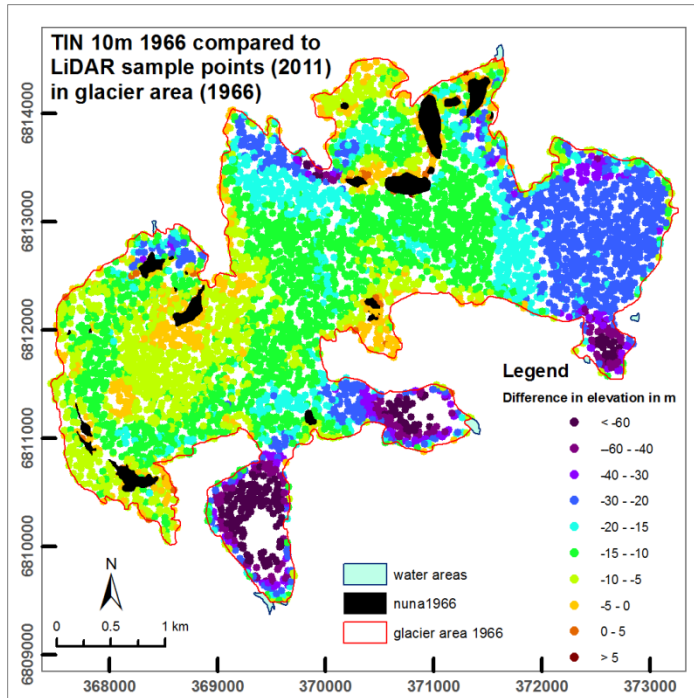 TIN 10m 1966 compared to
LiDAR sample points (2011)
in glacier area (1966)
6814000
6813000
6812000
6811000
6810000
6809000
Legend
Difference in elevation in m
< -60
-60 - -40
-40 - -30
-30 - -20
-20 - -15
-15 - -10
-10 - -5
-5 - 0
0 - 5
> 5
N
0 0.5 1 km
water areas
nuna1966
glacier area 1966
368000 369000 370000 371000 372000 373000